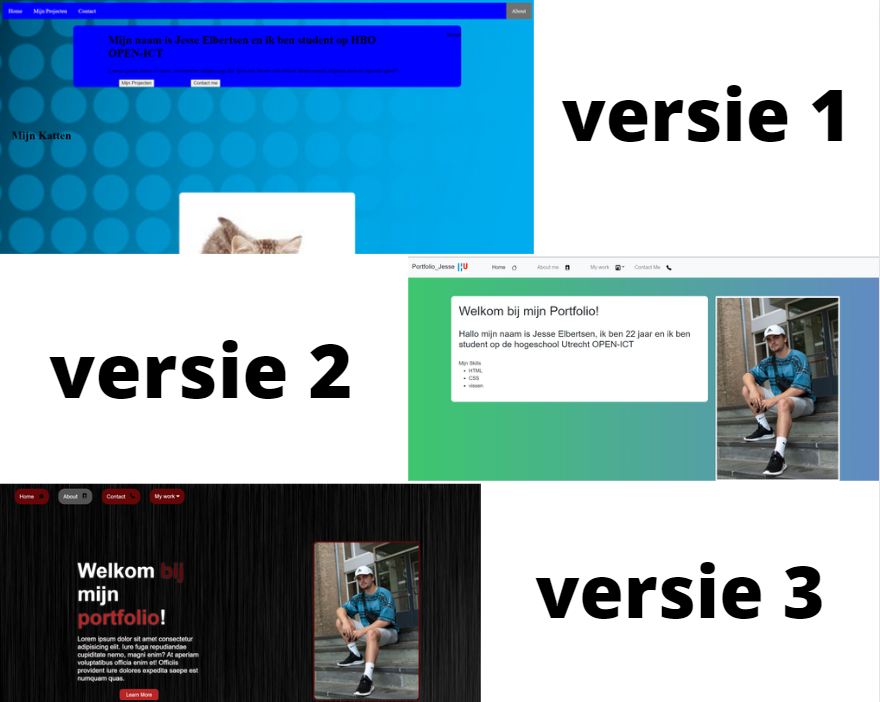 Home Mijn Projecten Contact About
Mijn naam is Jesse Elbertsen en ik ben student op HBO
OPEN-ICT
Mijn Projecten Contact me
Mijn Katten
versie 1
Portfolio_Jesse Home About me My work Contact Me
Welkom bij mijn Portfolio!
Hallo mijn naam is Jesse Elbertsen, ik ben 22 jaar en ik ben
student op de hogeschool Utrecht OPEN-ICT
Mijn Skills
HTML
CSS
vissen
versie 2
Home About Contact My work
Welkom bij
mijn
portfolio!
Lorem ipsum dolor sit amet consectetur
adipisicing elit. Iure fuga repudiandae
cupiditate nemo, magni enim? At aperiam
voluptatibus officia enim et! Officiis
provident iure dolores expedita saepe est
numquam quas.
Learn More
versie 3